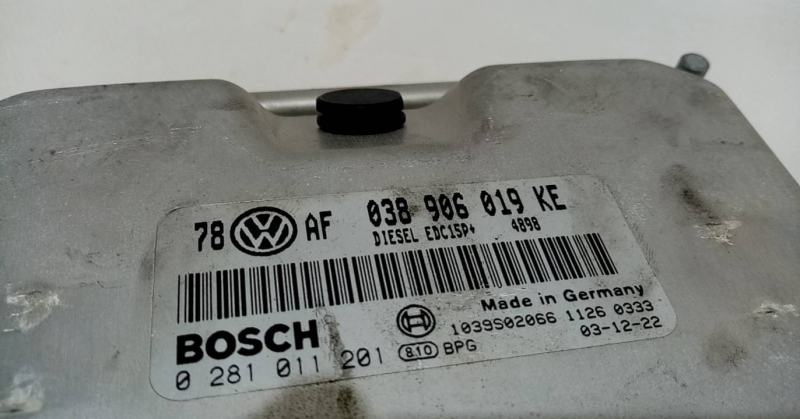 78 VW AF 038 906 019 KE
DIESEL EDC15P+ 4898
Made in Germany
BOSCH 1039S02066 1126 0333
0 281 011 201 8.10 BPG 03-12-22